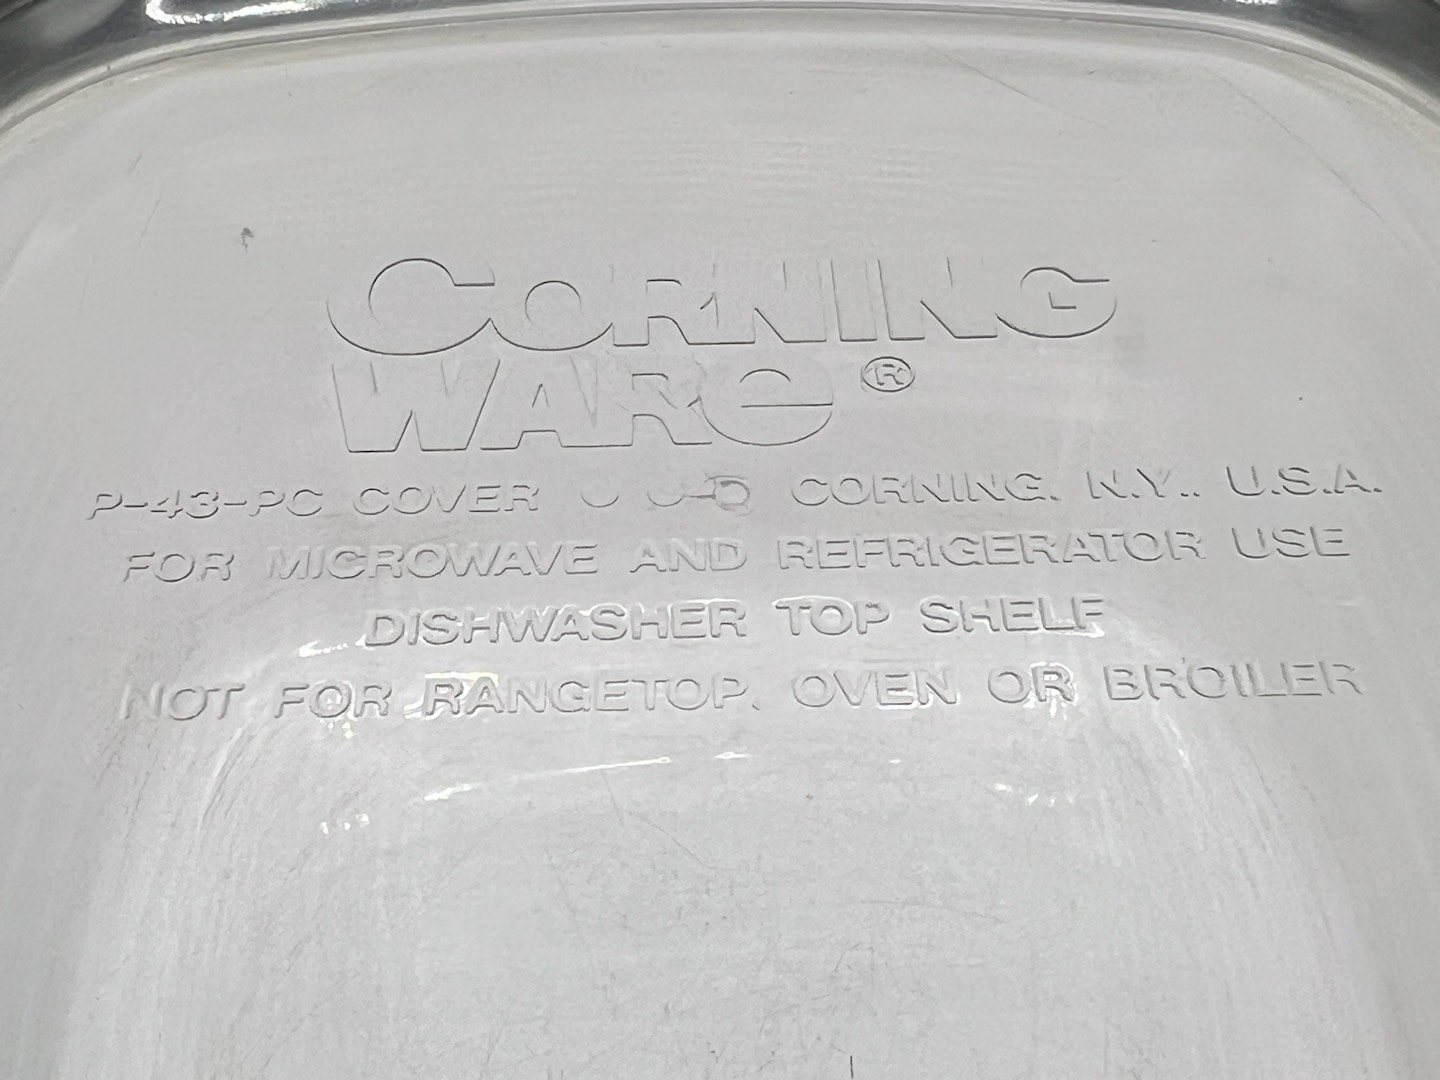 CORNING
WARE®
P-43-PC COVER CORNING, N.Y., U.S.A.
FOR MICROWAVE AND REFRIGERATOR USE
DISHWASHER TOP SHELF
NOT FOR RANGETOP, OVEN OR BROILER